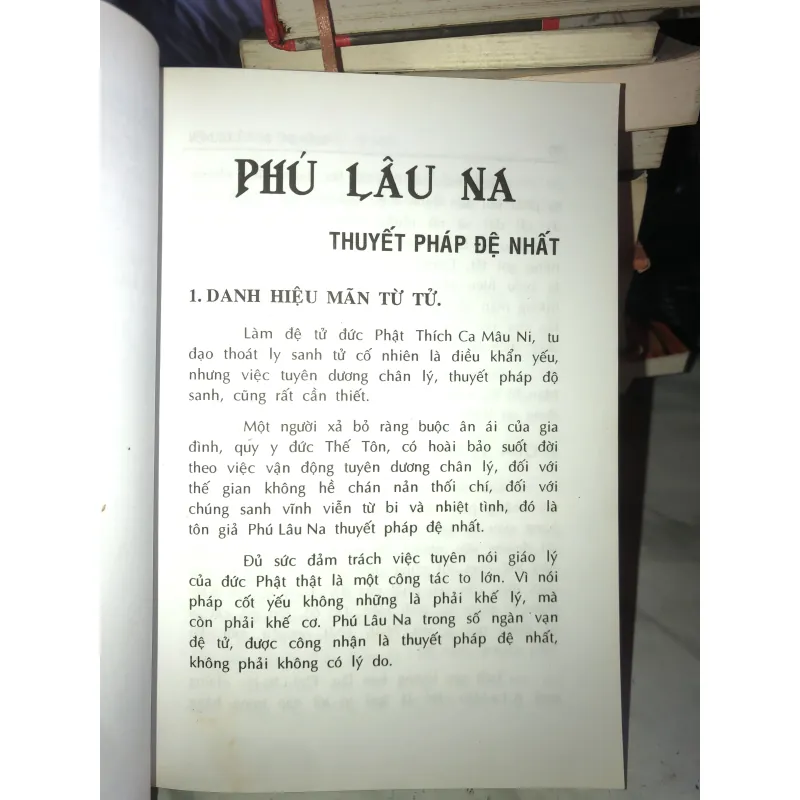 PHÚ LÂU NA
THUYẾT PHÁP ĐỆ NHẤT
1. DANH HIỆU MÃN TỪ TỬ.
Làm đệ tử đức Phật Thích Ca Mâu Ni, tu
đạo thoát ly sanh tử cố nhiên là điều khẩn yếu,
nhưng việc tuyên dương chân lý, thuyết pháp độ
sanh, cũng rất cần thiết.
Một người xả bỏ ràng buộc ân ái của gia
đình, quy y đức Thế Tôn, có hoài bảo suốt đời
theo việc vận động tuyên dương chân lý, đối với
thế gian không hề chán nản thối chí, đối với
chúng sanh vĩnh viễn từ bi và nhiệt tình, đó là
tôn giả Phú Lâu Na thuyết pháp đệ nhất.
Đủ sức đảm trách việc tuyên nói giáo lý
của đức Phật thật là một công tác to lớn. Vì nói
pháp cốt yếu không những là phải khế lý, mà
còn phải khế cơ. Phú Lâu Na trong số ngàn vạn
đệ tử, được công nhận là thuyết pháp đệ nhất,
không phải không có lý do.